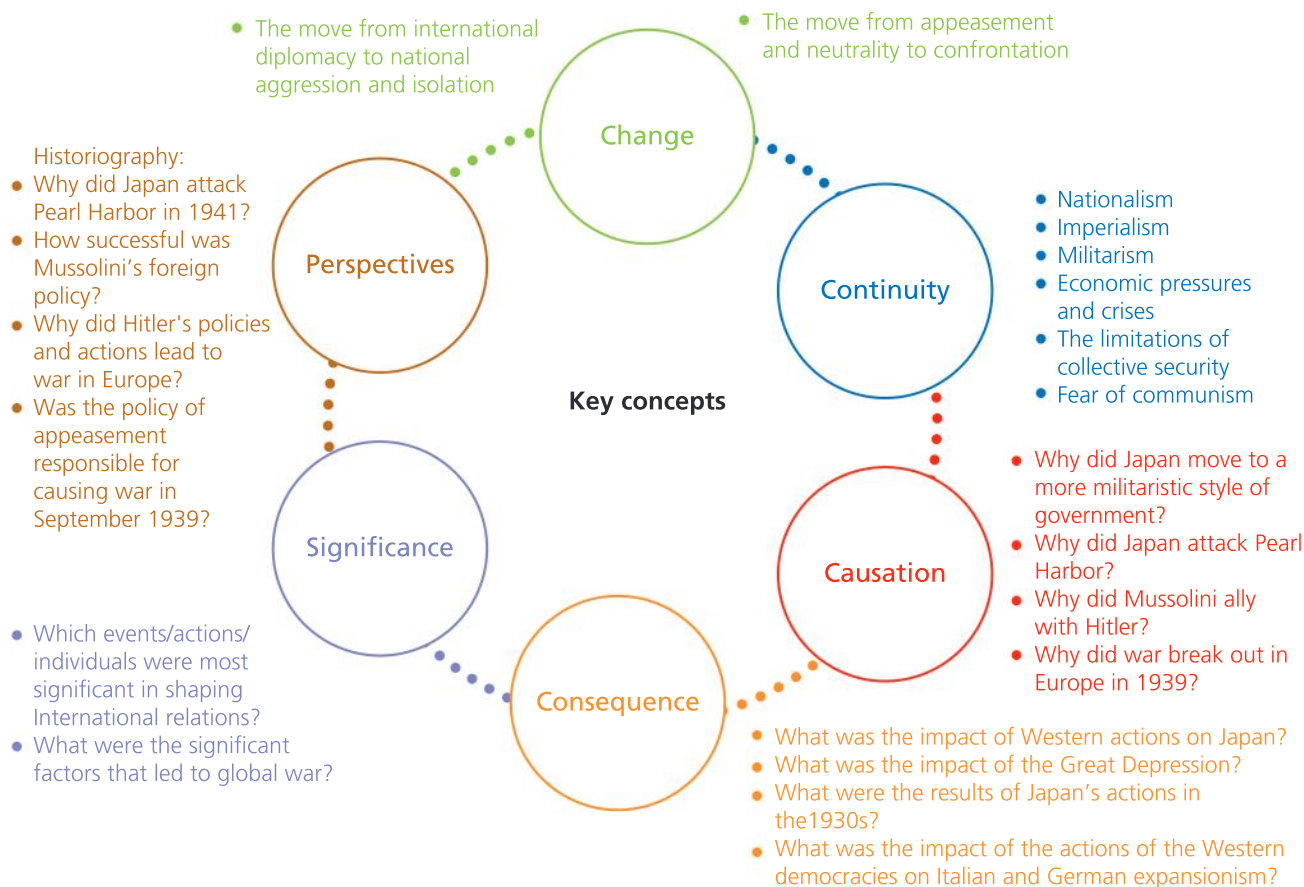 The move from international
diplomacy to national
aggression and isolation
The move from appeasement
and neutrality to confrontation
Change
Historiography:
Why did Japan attack
Pearl Harbor in 1941?
How successful was
Mussolini’s foreign
policy?
Why did Hitler's policies
and actions lead to
war in Europe?
Was the policy of
appeasement
responsible for
causing war in
September 1939?
Perspectives
Continuity
Nationalism
Imperialism
Militarism
Economic pressures
and crises
The limitations of
collective security
Fear of communism
Key concepts
Significance
Causation
Why did Japan move to a
more militaristic style of
government?
Why did Japan attack Pearl
Harbor?
Why did Mussolini ally
with Hitler?
Why did war break out in
Europe in 1939?
Which events/actions/
individuals were most
significant in shaping
International relations?
What were the significant
factors that led to global war?
Consequence
What was the impact of Western actions on Japan?
What was the impact of the Great Depression?
What were the results of Japan’s actions in
the1930s?
What was the impact of the actions of the Western
democracies on Italian and German expansionism?